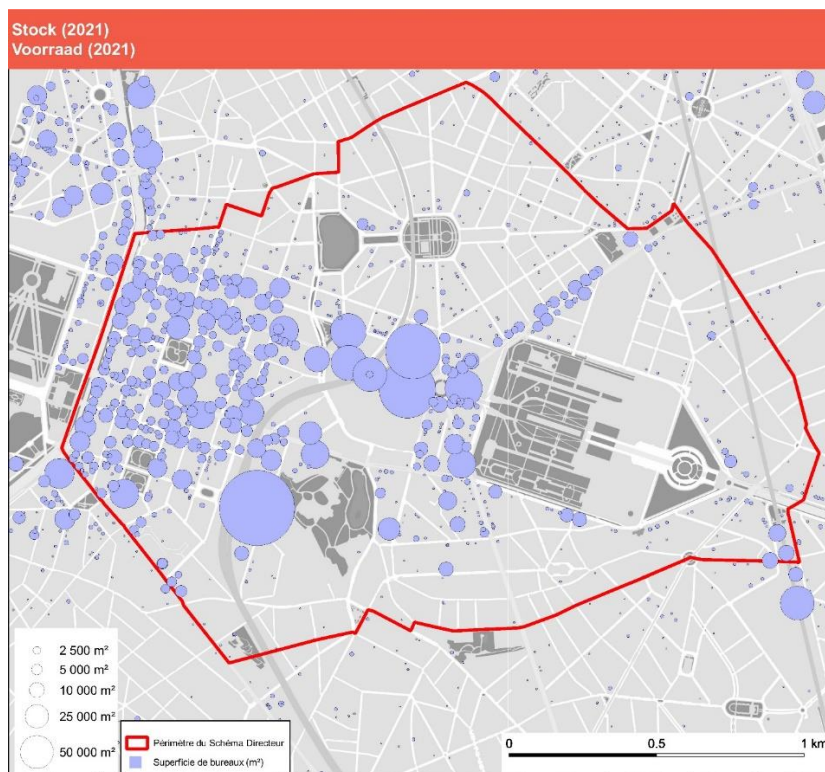 Stock (2021)
Voorraad (2021)
2 500 m²
5 000 m²
10 000 m²
25 000 m²
50 000 m²
Périmètre du Schéma Directeur
Superficie de bureaux (m²)
0 0.5 1 km